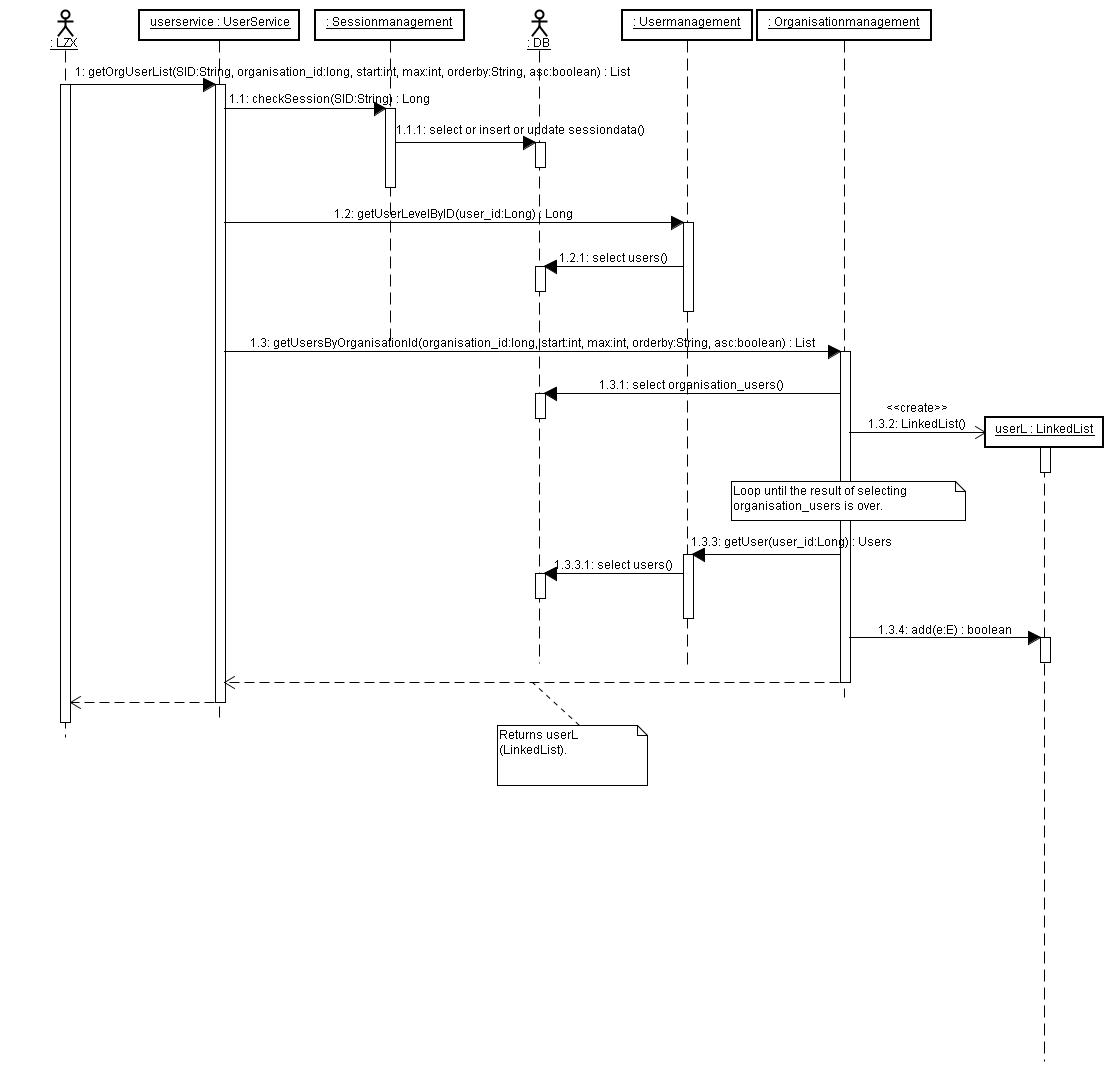 userservice : UserService
: Sessionmanagement
: Usermanagement
: Organisationmanagement
: LZX
: DB
1: getOrgUserList(SID:String, organisation_id:long, start:int, max:int, orderby:String, asc:boolean) : List
1.1: checkSession(SID:String) : Long
1.1.1: select or insert or update sessiondata()
1.2: getUserLevelByID(user_id:Long) : Long
1.2.1: select users()
1.3: getUsersByOrganisationId(organisation_id:long, start:int, max:int, orderby:String, asc:boolean) : List
1.3.1: select organisation_users()
<<create>>
1.3.2: LinkedList()
userL : LinkedList
Loop until the result of selecting
organisation_users is over.
1.3.3: getUser(user_id:Long) : Users
1.3.3.1: select users()
1.3.4: add(e:E) : boolean
Returns userL
(LinkedList).